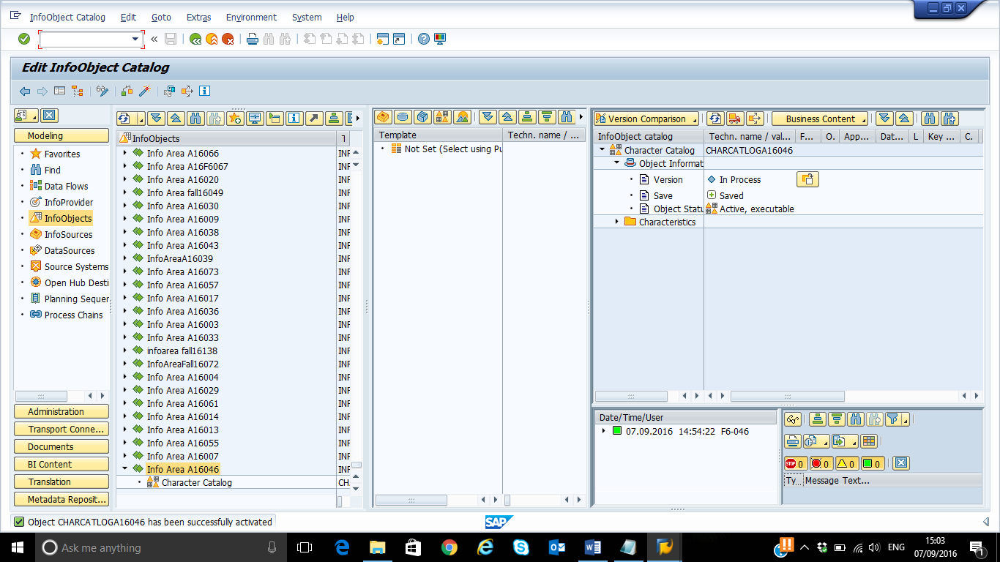 InfoObject Catalog Edit Goto Extras Environment System Help
Edit InfoObject Catalog
Modeling
Favorites
Find
Data Flows
InfoProvider
InfoObjects
InfoSources
DataSources
Source Systems
Open Hub Desti
Planning Sequer
Process Chains
Administration
Transport Conne...
Documents
BI Content
Translation
Metadata Reposit...
InfoObjects T
Info Area A16066 INF
Info Area A16F6067 INF
Info Area A16020 INF
Info Area fall16049 INF
Info Area A16030 INF
Info Area A16009 INF
Info Area A16038 INF
Info Area A16043 INF
InfoAreaA16039 INF
Info Area A16073 INF
Info Area A16057 INF
Info Area A16017 INF
Info Area A16036 INF
Info Area A16003 INF
Info Area A16033 INF
infoarea fall16138 INF
InfoAreaFall16072 INF
Info Area A16004 INF
Info Area A16029 INF
Info Area A16061 INF
Info Area A16014 INF
Info Area A16013 INF
Info Area A16055 INF
Info Area A16007 INF
Info Area A16046 INF
Character Catalog CH
Template Techn. name / ...
Not Set (Select using Pu
Version Comparison Business Content
InfoObject catalog Techn. name / val... F... O. App... Dat... L Key ... C.
Character Catalog CHARCATLOGA16046
Object Informat
Version In Process
Save Saved
Object Statu Active, executable
Characteristics
Date/Time/User
07.09.2016 14:54:22 F6-046
STOP 0 0 0 0
Ty... Message Text...
Object CHARCATLOGA16046 has been successfully activated
SAP
Ask me anything
ENG
15:03
07/09/2016
1